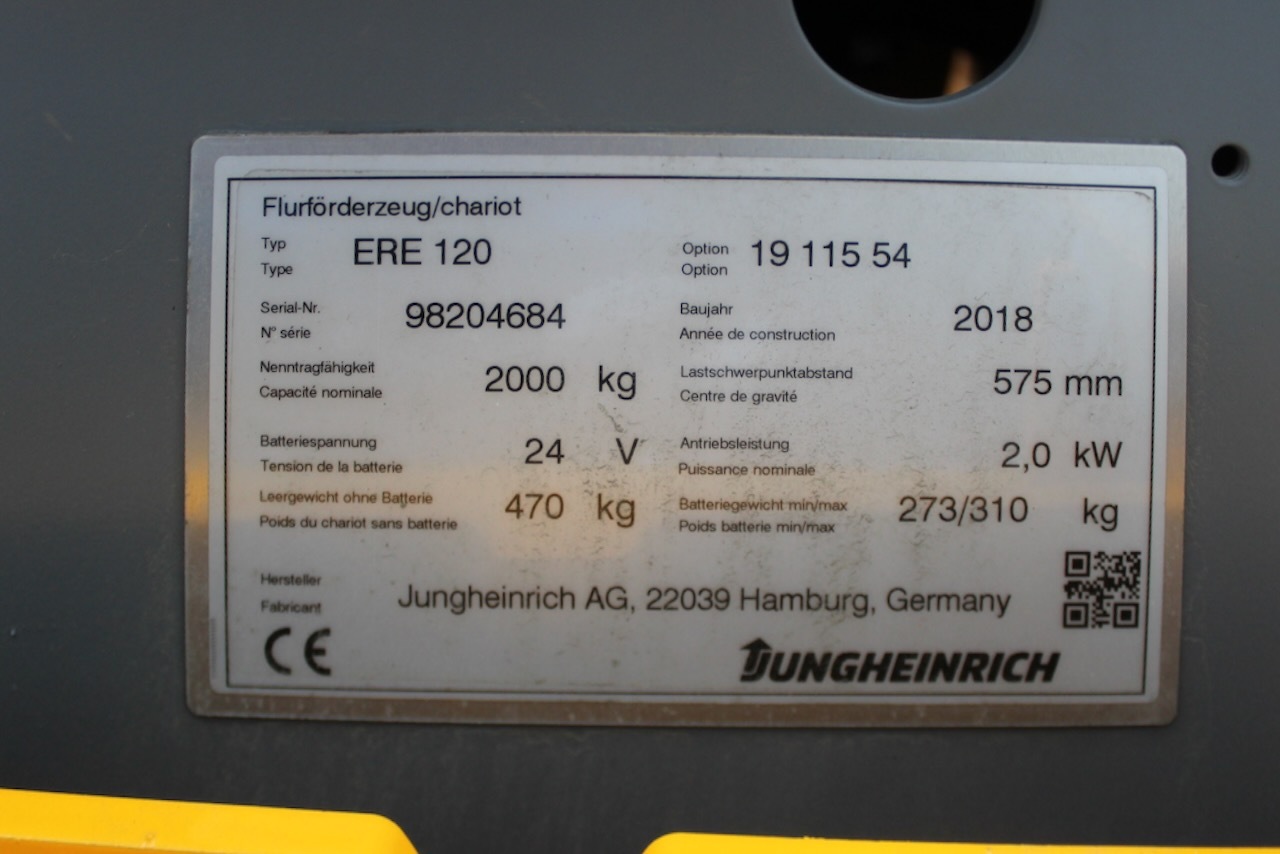 Flurförderzeug/chariot
Typ ERE 120 Option 19 115 54
Type Option
Serial-Nr. 98204684 Baujahr 2018
N° série Année de construction
Nenntragfähigkeit 2000 kg Lastschwerpunktabstand 575 mm
Capacité nominale Centre de gravité
Batteriespannung 24 V Antriebsleistung 2,0 kW
Tension de la batterie Puissance nominale
Leergewicht ohne Batterie 470 kg Batteriegewicht min/max 273/310 kg
Poids du chariot sans batterie Poids batterie min/max
Hersteller Jungheinrich AG, 22039 Hamburg, Germany
Fabricant
CE JUNGHEINRICH